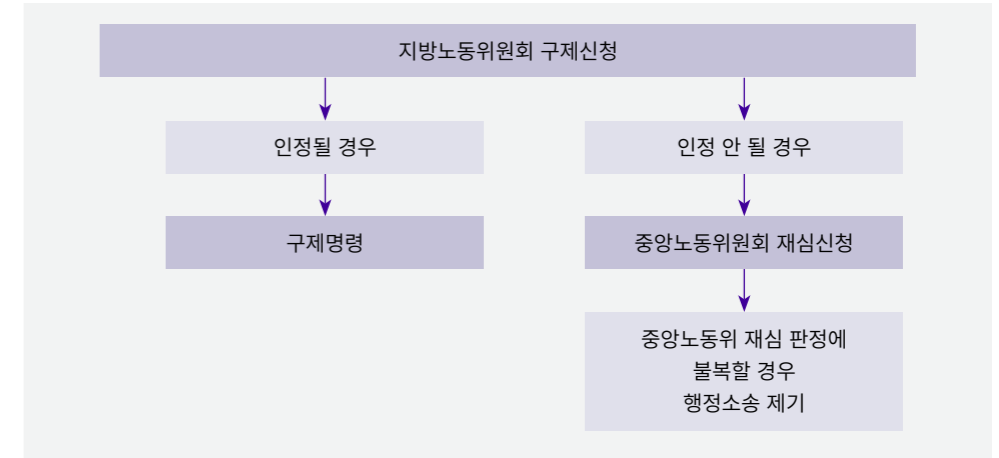 지방노동위원회 구제신청
인정될 경우
인정 안 될 경우
구제명령
중앙노동위원회 재심신청
중앙노동위 재심 판정에
불복할 경우
행정소송 제기